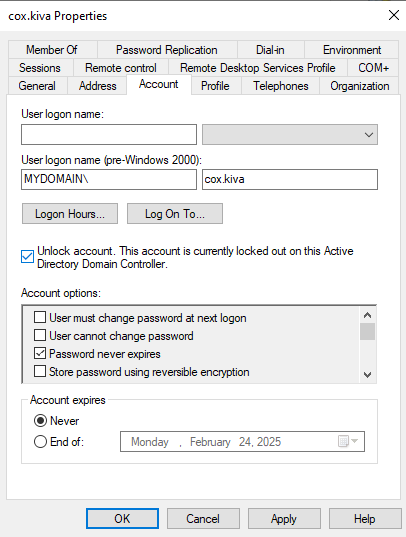 cox.kiva Properties
Member Of Password Replication Dial-in Environment
Sessions Remote control Remote Desktop Services Profile COM+
General Address Account Profile Telephones Organization
User logon name:
User logon name (pre-Windows 2000):
MYDOMAIN\ cox.kiva
Logon Hours... Log On To...
Unlock account. This account is currently locked out on this Active
Directory Domain Controller.
Account options:
User must change password at next logon
User cannot change password
Password never expires
Store password using reversible encryption
Account expires
Never
End of: Monday , February 24, 2025
OK Cancel Apply Help